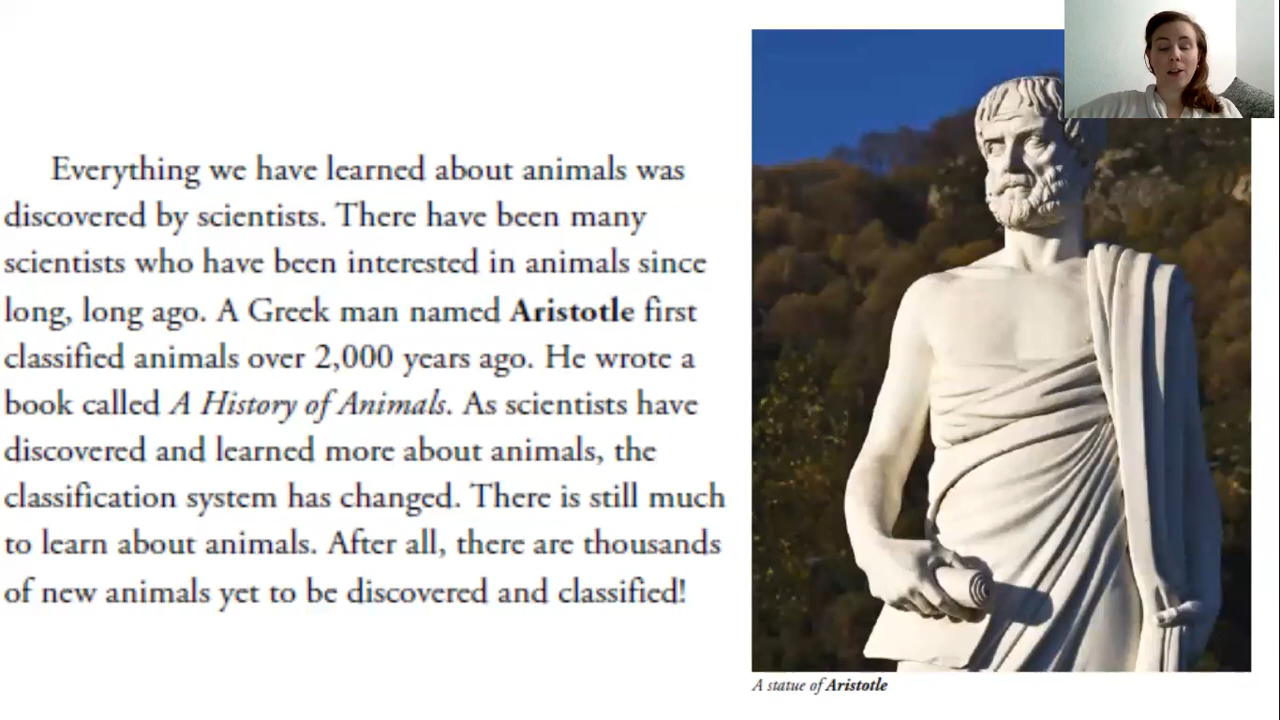 Everything we have learned about animals was
discovered by scientists. There have been many
scientists who have been interested in animals since
long, long ago. A Greek man named Aristotle first
classified animals over 2,000 years ago. He wrote a
book called A History of Animals. As scientists have
discovered and learned more about animals, the
classification system has changed. There is still much
to learn about animals. After all, there are thousands
of new animals yet to be discovered and classified!
A statue of Aristotle